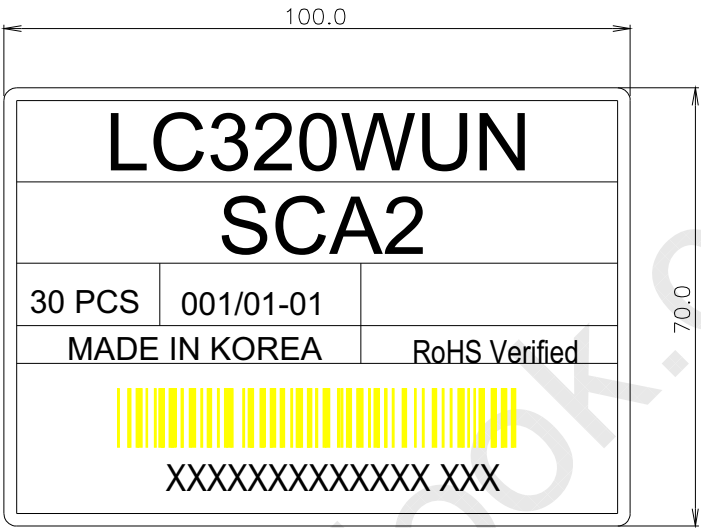 100.0
LC320WUN
SCA2
30 PCS 001/01-01
70.0
MADE IN KOREA RoHS Verified
XXXXXXXXXXXXX XXX